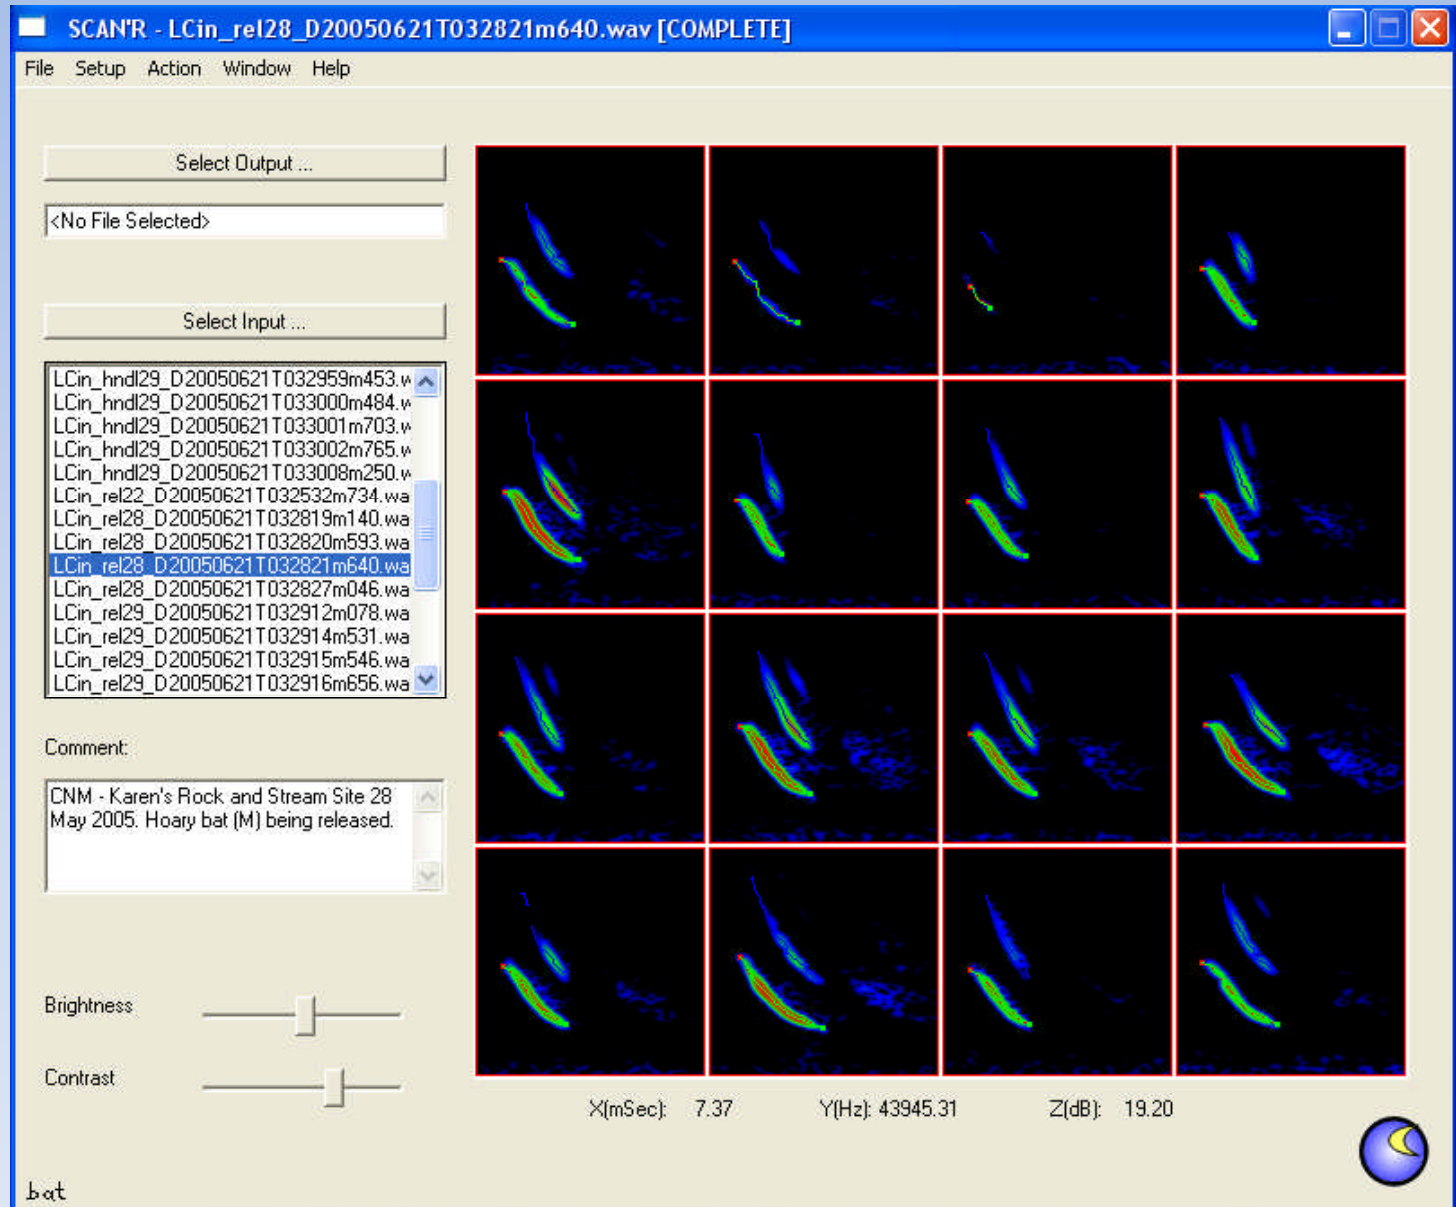 SCAN'R - LCin_rel28_D20050621T032821m640.wav [COMPLETE]
File Setup Action Window Help
Select Output ...
<No File Selected>
Select Input ...
LCin_hndl29_D20050621T032959m453.w
LCin_hndl29_D20050621T033000m484.w
LCin_hndl29_D20050621T033001m703.w
LCin_hndl29_D20050621T033002m765.w
LCin_hndl29_D20050621T033008m250.w
LCin_rel22_D20050621T032532m734.wa
LCin_rel28_D20050621T032819m140.wa
LCin_rel28_D20050621T032820m593.wa
LCin_rel28_D20050621T032821m640.wa
LCin_rel28_D20050621T032827m046.wa
LCin_rel29_D20050621T032912m078.wa
LCin_rel29_D20050621T032914m531.wa
LCin_rel29_D20050621T032915m546.wa
LCin_rel29_D20050621T032916m656.wa
Comment:
CNM - Karen's Rock and Stream Site 28
May 2005. Hoary bat (M) being released.
Brightness
Contrast
X(mSec): 7.37 Y(Hz): 43945.31 Z(dB): 19.20
bat